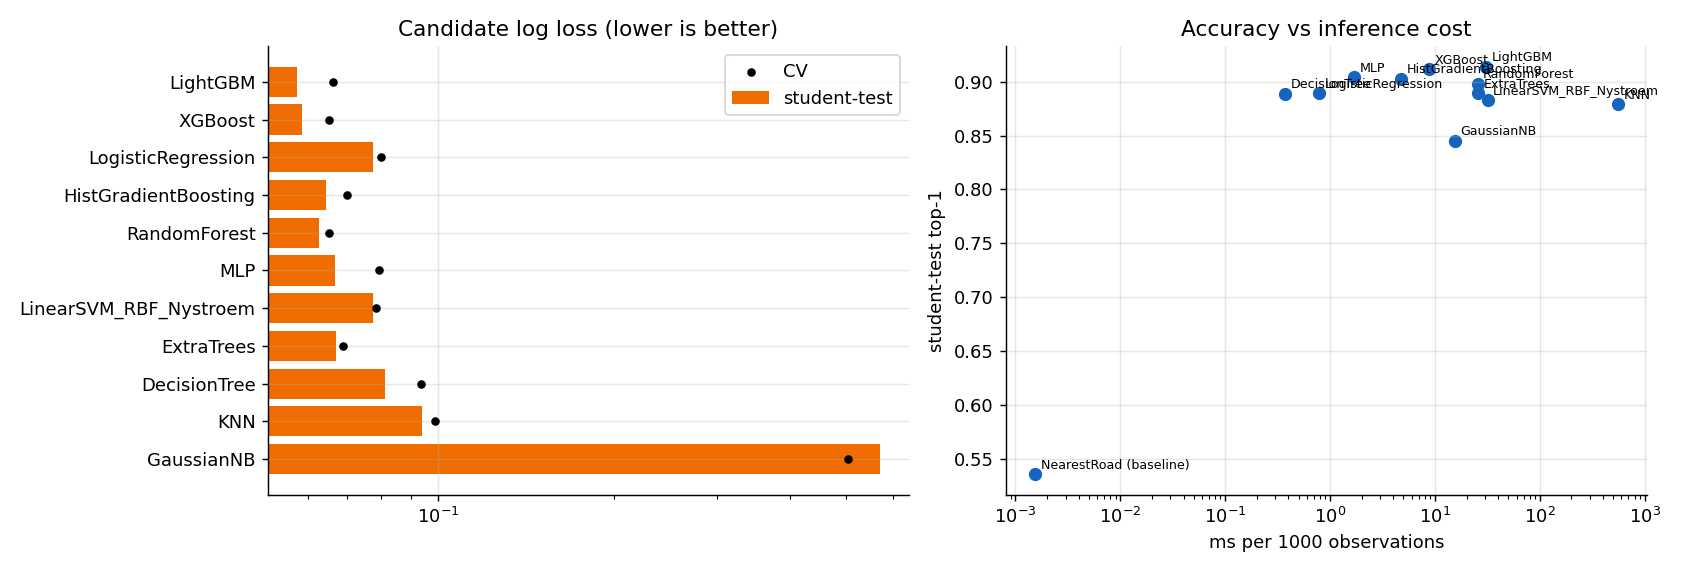 Candidate log loss (lower is better)
CV
student-test
LightGBM
XGBoost
LogisticRegression
HistGradientBoosting
RandomForest
MLP
LinearSVM_RBF_Nystroem
ExtraTrees
DecisionTree
KNN
GaussianNB
10⁻¹
Accuracy vs inference cost
student-test top-1
0.90
0.85
0.80
0.75
0.70
0.65
0.60
0.55
LightGBM
XGBoost
MLP
HistGradientBoosting
RandomForest
DecisionTree
LogisticRegression
ExtraTrees
LinearSVM_RBF_Nystroem
KNN
GaussianNB
NearestRoad (baseline)
10⁻³
10⁻²
10⁻¹
10⁰
10¹
10²
10³
ms per 1000 observations